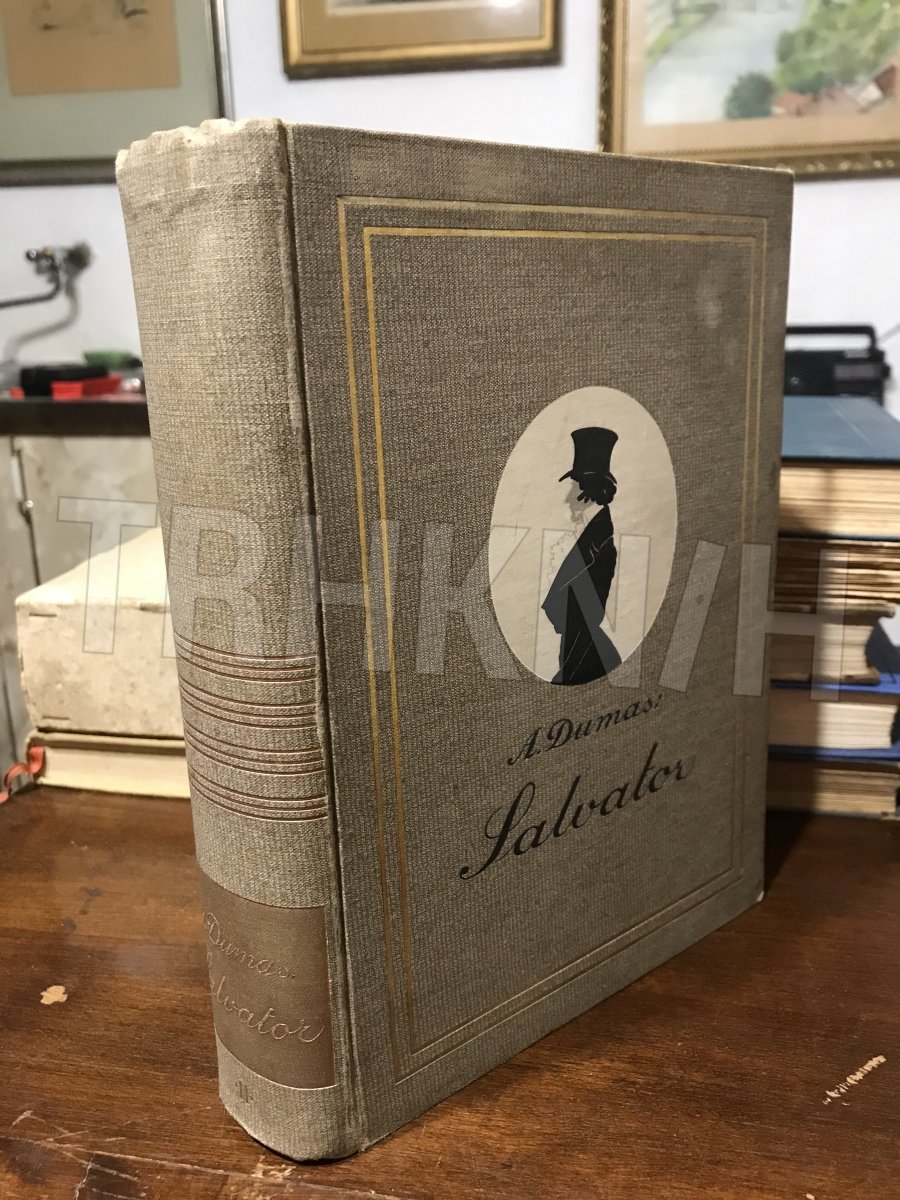 A. Dumas:
Salvator
Dumas:
Salvator
II.
TRHKNIH